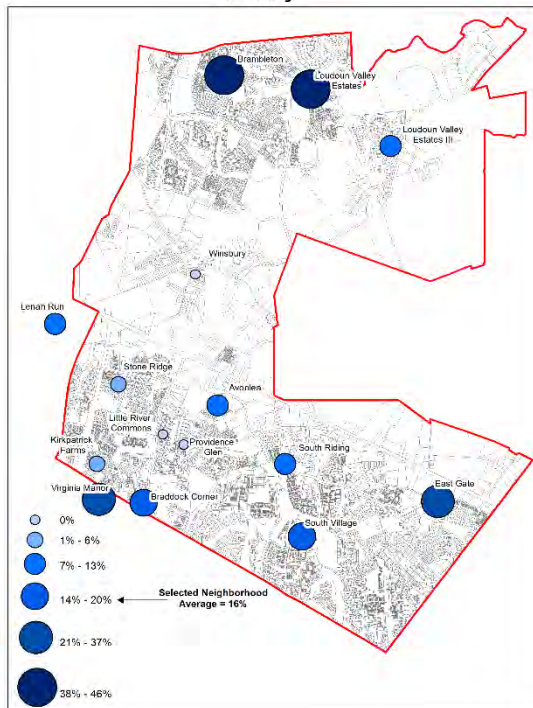 Brambleton
Loudoun Valley
Estates
Loudoun Valley
Estates III
Winsbury
Lenah Run
Stone Ridge
Avonlea
Little River
Commons
Providence
Glen
Kirkpatrick
Farms
South Riding
Virginia Manor
Braddock Corner
East Gate
South Village
0%
1% - 6%
7% - 13%
14% - 20%
Selected Neighborhood
Average = 16%
21% - 37%
38% - 46%